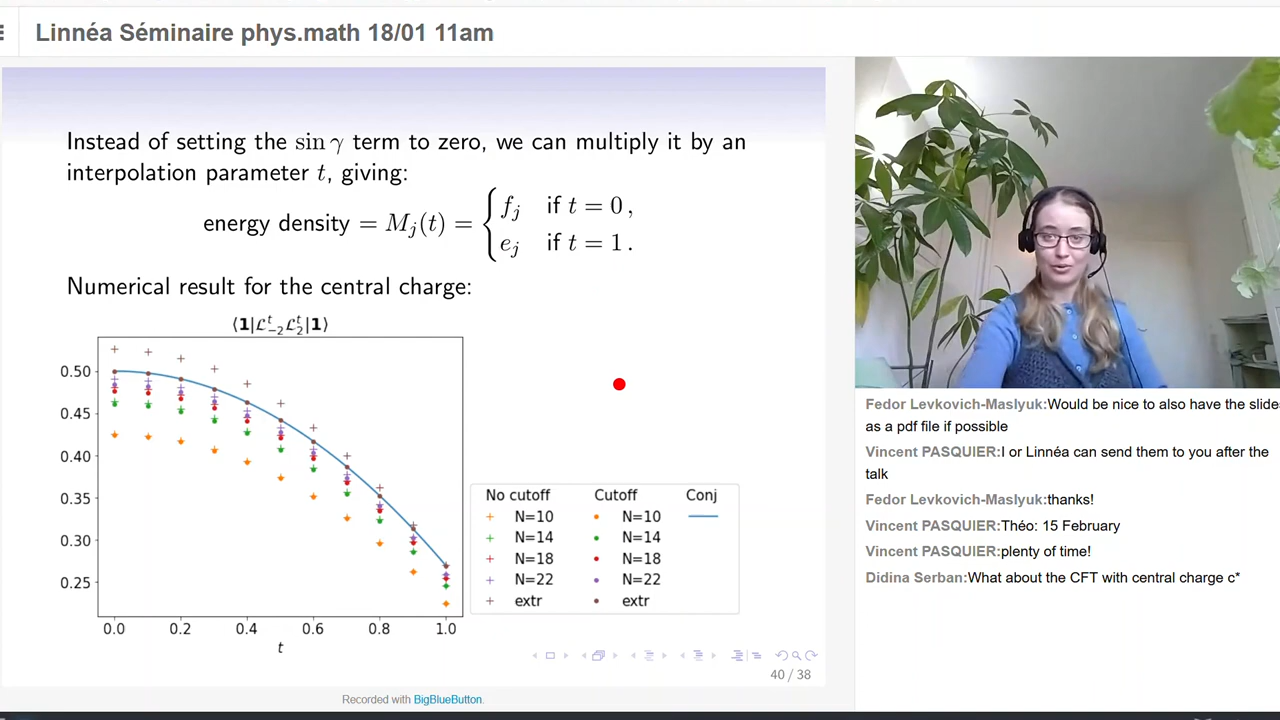 Linnéa Séminaire phys.math 18/01 11am
Instead of setting the sin γ term to zero, we can multiply it by an
interpolation parameter t, giving:
energy density = M_j(t) = { f_j if t = 0 ,
e_j if t = 1 .
Numerical result for the central charge:
⟨1|ℒ^t_{-2}ℒ^t_2|1⟩
0.50
0.45
0.40
0.35
0.30
0.25
0.0 0.2 0.4 0.6 0.8 1.0
t
No cutoff Cutoff Conj
N=10 N=10
N=14 N=14
N=18 N=18
N=22 N=22
extr extr
40 / 38
Recorded with BigBlueButton.
Fedor Levkovich-Maslyuk:Would be nice to also have the slide
as a pdf file if possible
Vincent PASQUIER:I or Linnéa can send them to you after the
talk
Fedor Levkovich-Maslyuk:thanks!
Vincent PASQUIER:Théo: 15 February
Vincent PASQUIER:plenty of time!
Didina Serban:What about the CFT with central charge c*